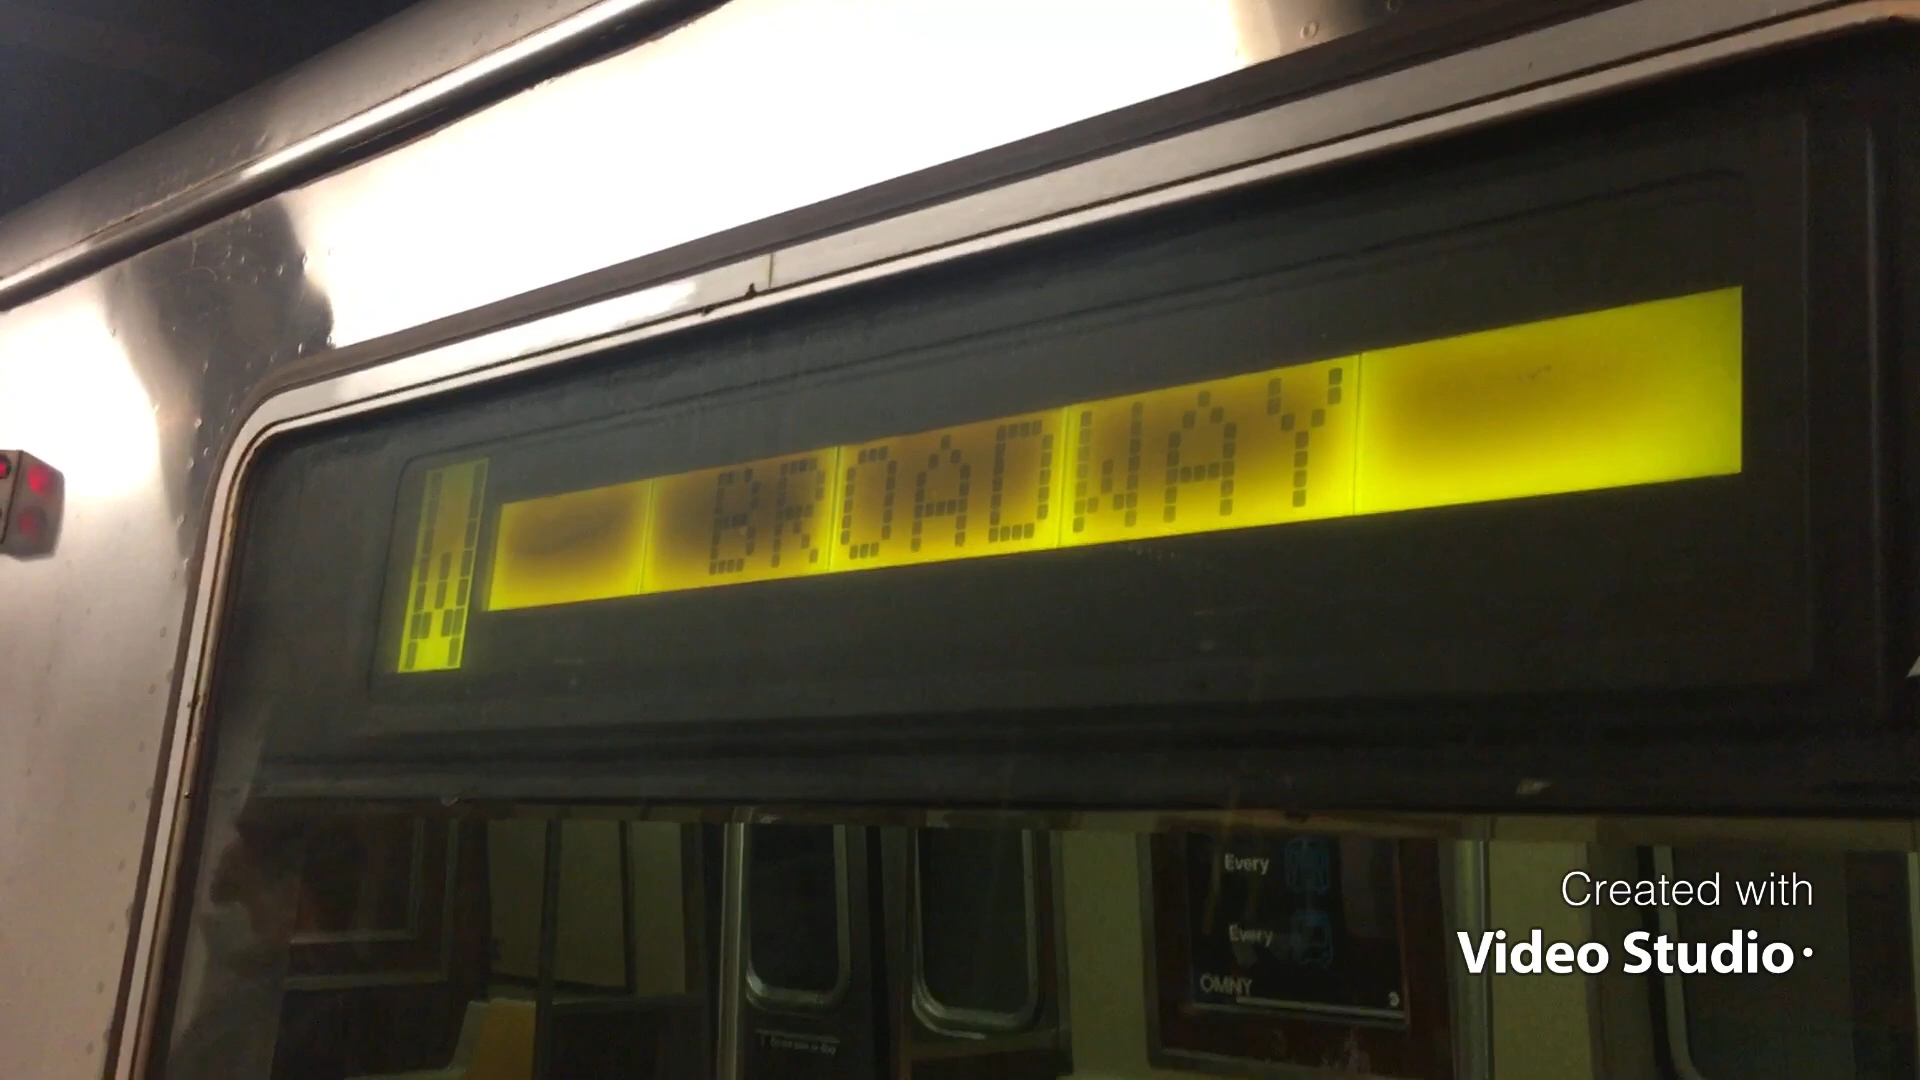 W BROADWAY
Every
Every
OMNY
Created with
Video Studio